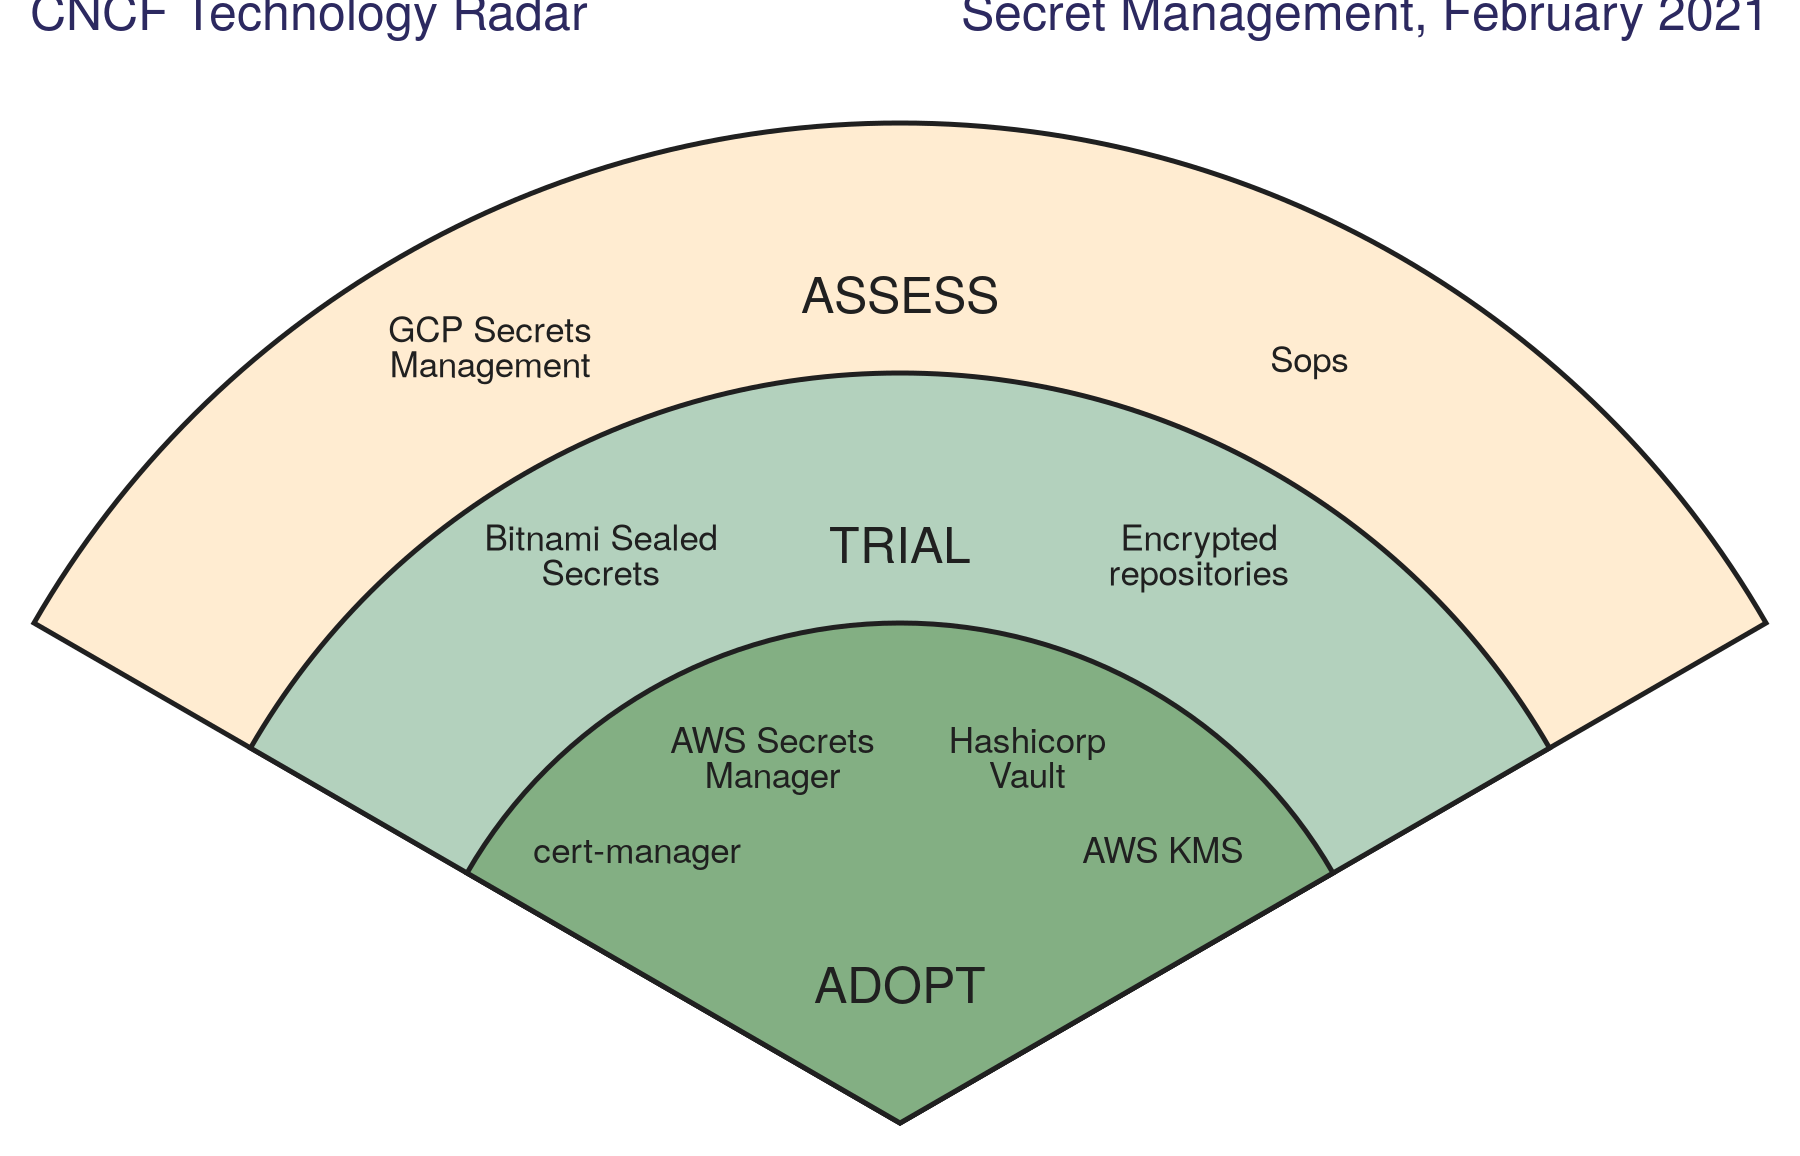 CNCF Technology Radar
Secret Management, February 2021
ASSESS
GCP Secrets
Management
Sops
TRIAL
Bitnami Sealed
Secrets
Encrypted
repositories
AWS Secrets
Manager
Hashicorp
Vault
cert-manager
AWS KMS
ADOPT